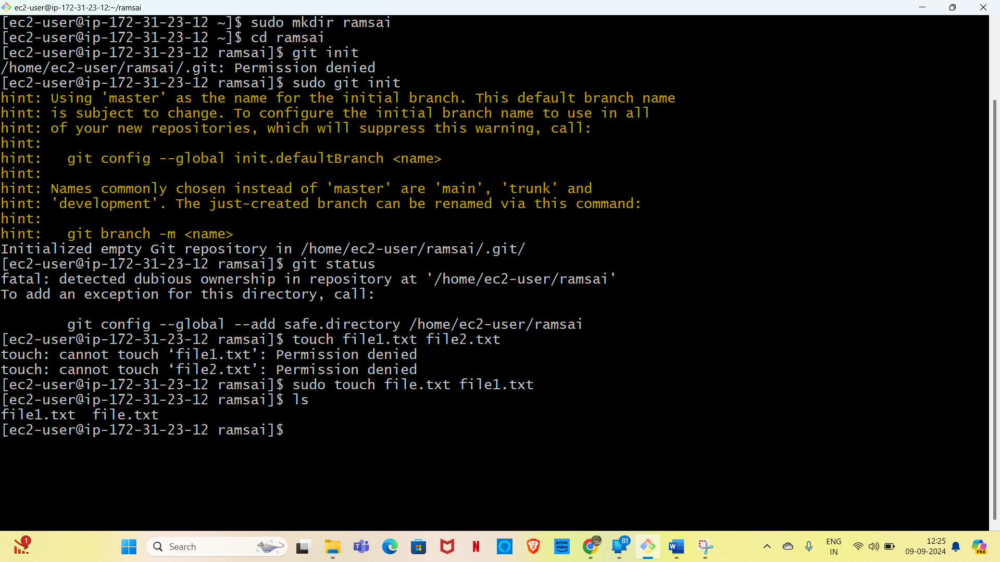 ec2-user@ip-172-31-23-12:~/ramsai
[ec2-user@ip-172-31-23-12 ~]$ sudo mkdir ramsai
[ec2-user@ip-172-31-23-12 ~]$ cd ramsai
[ec2-user@ip-172-31-23-12 ramsai]$ git init
/home/ec2-user/ramsai/.git: Permission denied
[ec2-user@ip-172-31-23-12 ramsai]$ sudo git init
hint: Using 'master' as the name for the initial branch. This default branch name
hint: is subject to change. To configure the initial branch name to use in all
hint: of your new repositories, which will suppress this warning, call:
hint:
hint:   git config --global init.defaultBranch <name>
hint:
hint: Names commonly chosen instead of 'master' are 'main', 'trunk' and
hint: 'development'. The just-created branch can be renamed via this command:
hint:
hint:   git branch -m <name>
Initialized empty Git repository in /home/ec2-user/ramsai/.git/
[ec2-user@ip-172-31-23-12 ramsai]$ git status
fatal: detected dubious ownership in repository at '/home/ec2-user/ramsai'
To add an exception for this directory, call:
        git config --global --add safe.directory /home/ec2-user/ramsai
[ec2-user@ip-172-31-23-12 ramsai]$ touch file1.txt file2.txt
touch: cannot touch ‘file1.txt’: Permission denied
touch: cannot touch ‘file2.txt’: Permission denied
[ec2-user@ip-172-31-23-12 ramsai]$ sudo touch file.txt file1.txt
[ec2-user@ip-172-31-23-12 ramsai]$ ls
file1.txt  file.txt
[ec2-user@ip-172-31-23-12 ramsai]$
1
Search
N
prime video
81
W
ENG
IN
12:25
09-09-2024
PRE